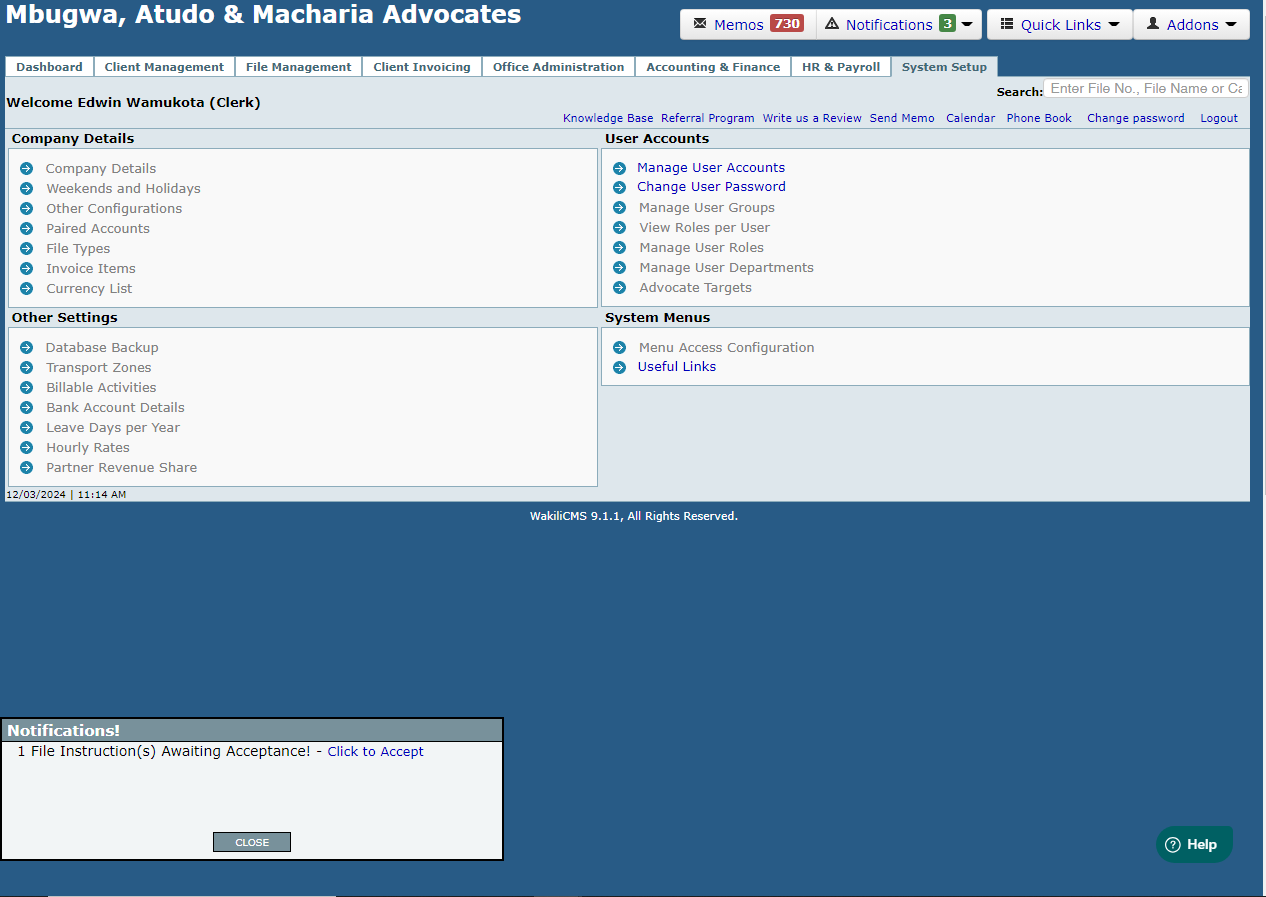 Mbugwa, Atudo & Macharia Advocates
Memos 730 Notifications 3 Quick Links Addons
Dashboard Client Management File Management Client Invoicing Office Administration Accounting & Finance HR & Payroll System Setup
Search: Enter File No., File Name or Ca
Welcome Edwin Wamukota (Clerk)
Knowledge Base Referral Program Write us a Review Send Memo Calendar Phone Book Change password Logout
Company Details
Company Details
Weekends and Holidays
Other Configurations
Paired Accounts
File Types
Invoice Items
Currency List
User Accounts
Manage User Accounts
Change User Password
Manage User Groups
View Roles per User
Manage User Roles
Manage User Departments
Advocate Targets
Other Settings
Database Backup
Transport Zones
Billable Activities
Bank Account Details
Leave Days per Year
Hourly Rates
Partner Revenue Share
System Menus
Menu Access Configuration
Useful Links
12/03/2024 | 11:14 AM
WakiliCMS 9.1.1, All Rights Reserved.
Notifications!
1 File Instruction(s) Awaiting Acceptance! - Click to Accept
CLOSE
? Help